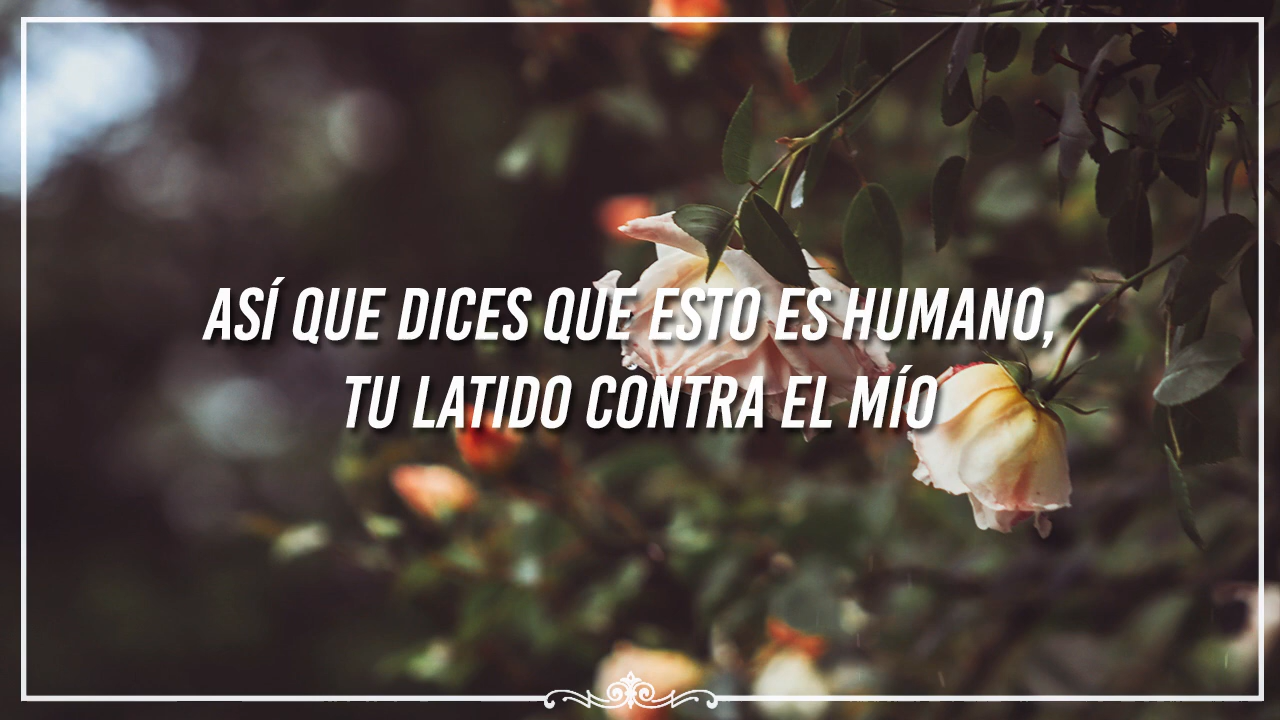 ASÍ QUE DICES QUE ESTO ES HUMANO,
TU LATIDO CONTRA EL MÍO